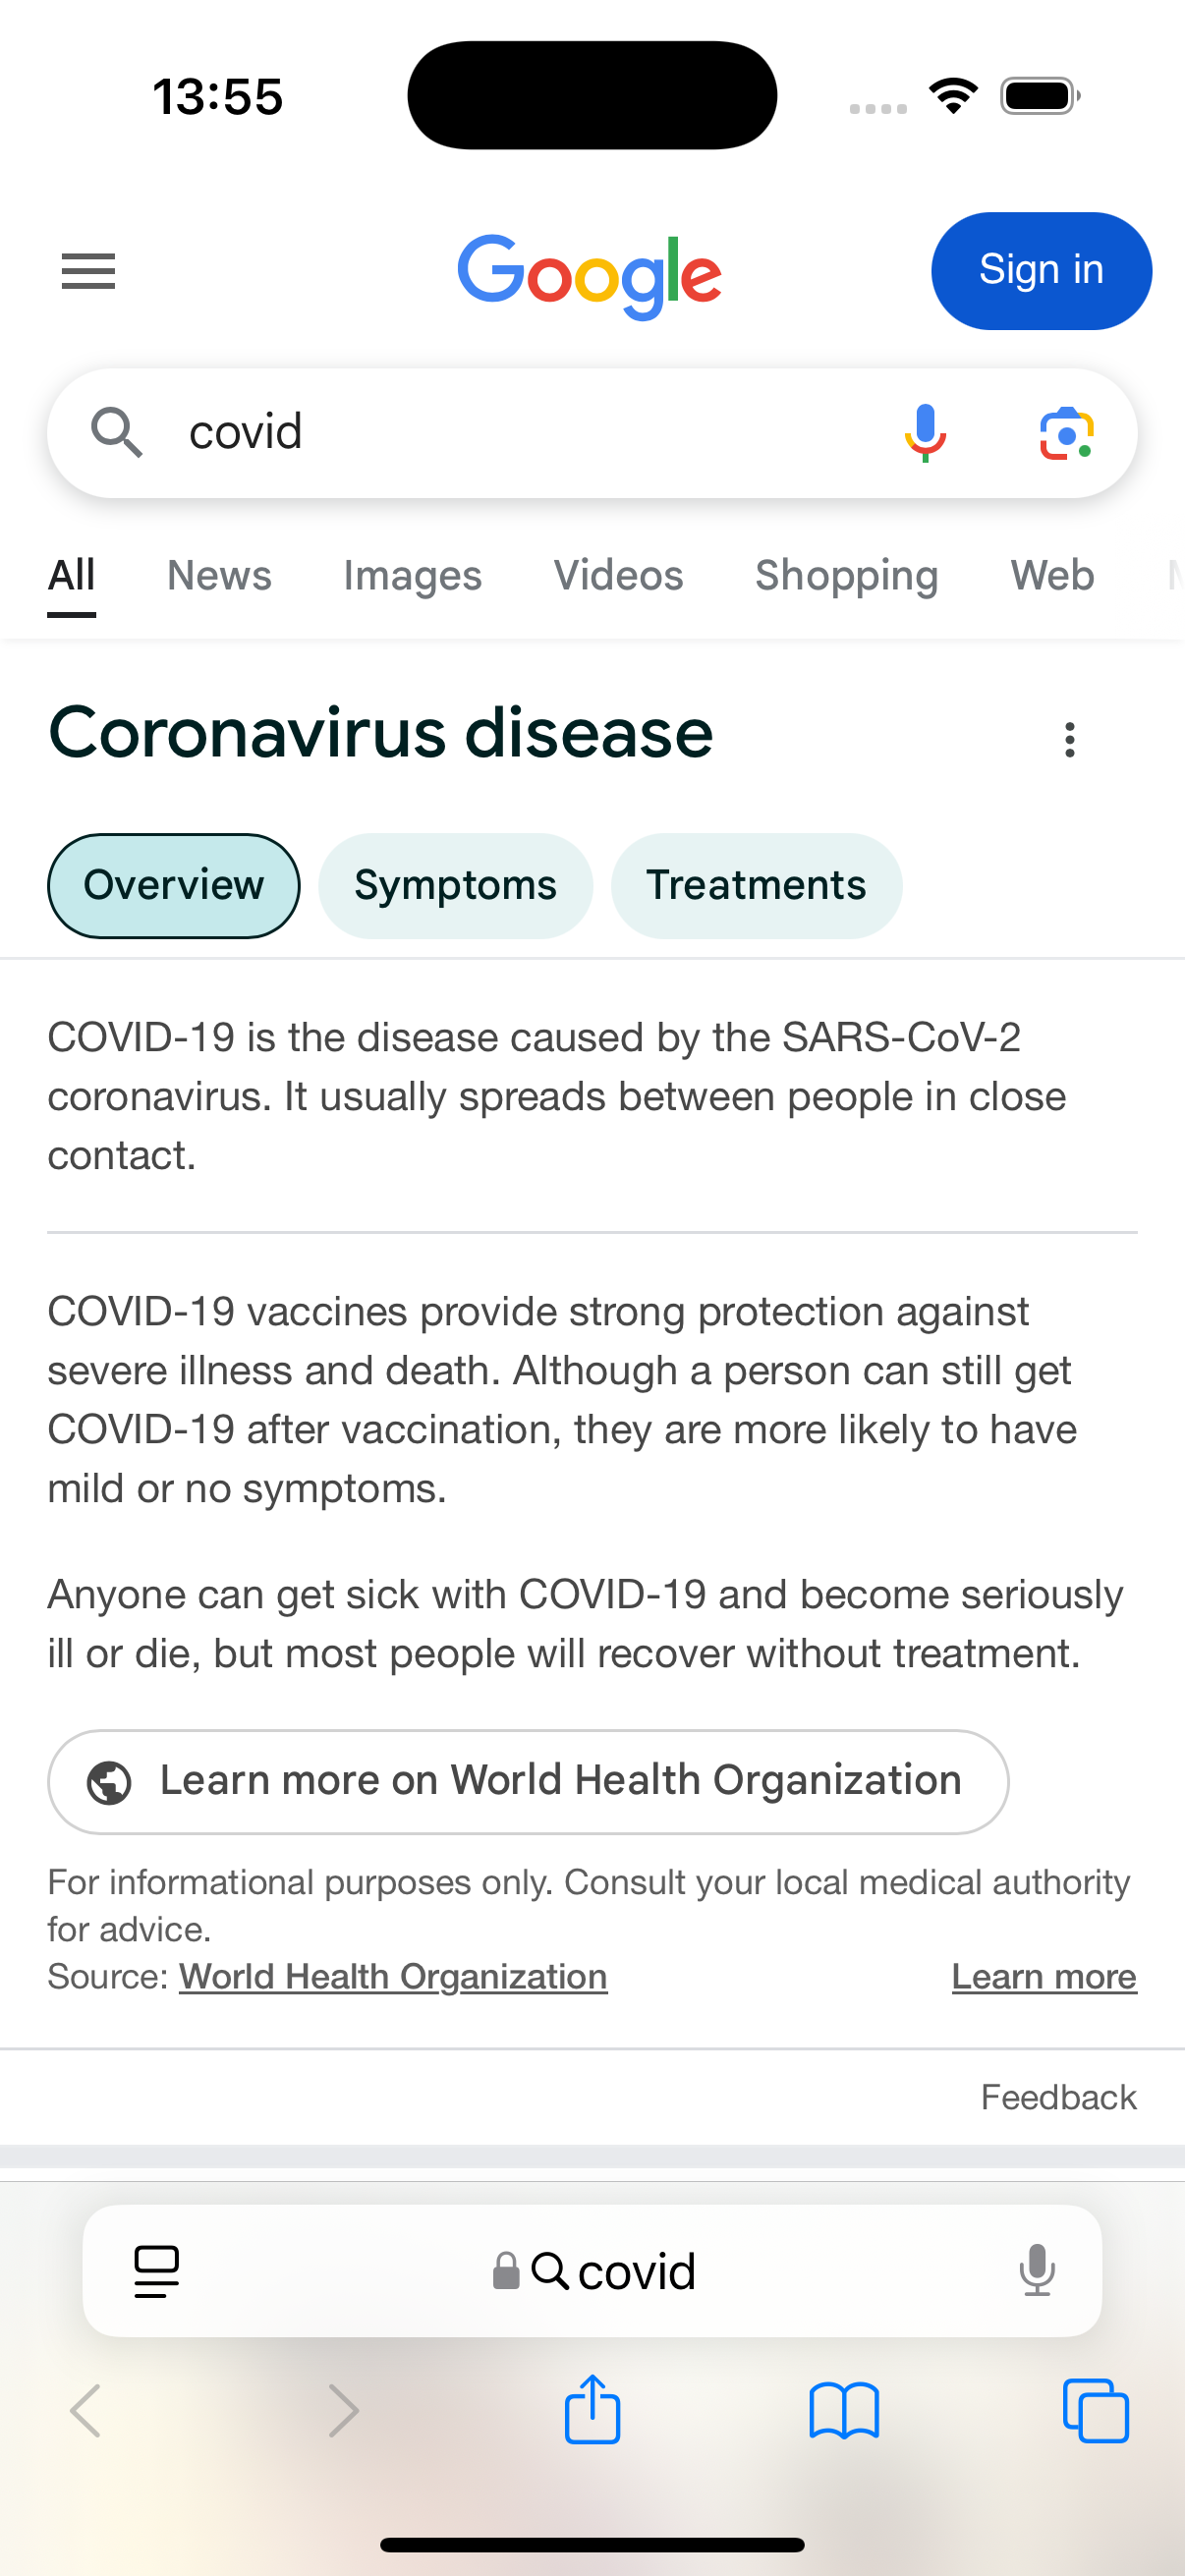 13:55
Google
Sign in
covid
All News Images Videos Shopping Web
Coronavirus disease
Overview Symptoms Treatments
COVID-19 is the disease caused by the SARS-CoV-2
coronavirus. It usually spreads between people in close
contact.
COVID-19 vaccines provide strong protection against
severe illness and death. Although a person can still get
COVID-19 after vaccination, they are more likely to have
mild or no symptoms.
Anyone can get sick with COVID-19 and become seriously
ill or die, but most people will recover without treatment.
Learn more on World Health Organization
For informational purposes only. Consult your local medical authority
for advice.
Source: World Health Organization Learn more
Feedback
covid